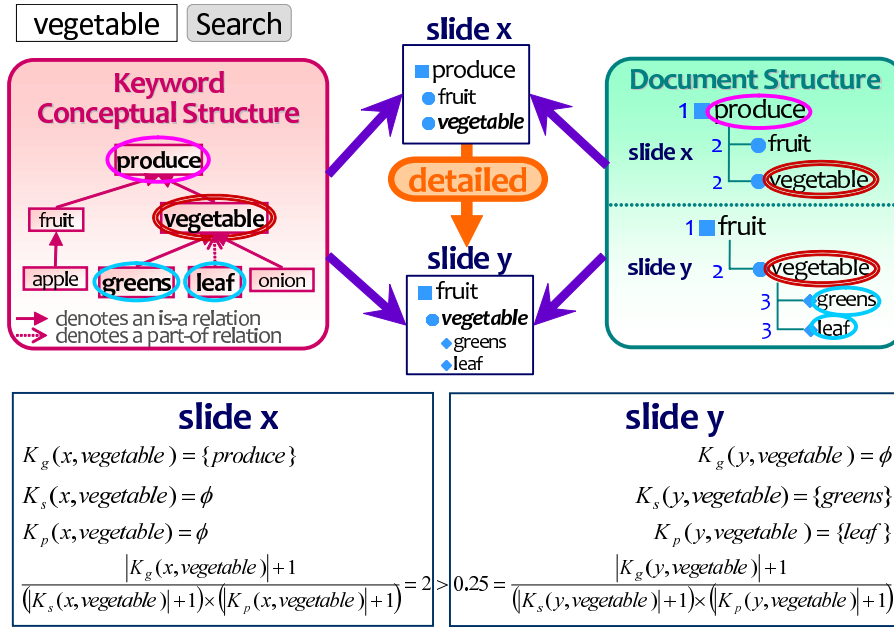 vegetable
Search
Keyword
Conceptual Structure
produce
fruit
vegetable
apple
greens
leaf
onion
denotes an is-a relation
denotes a part-of relation
slide x
produce
fruit
vegetable
detailed
slide y
fruit
vegetable
greens
leaf
Document Structure
1 produce
slide x
2 fruit
2 vegetable
1 fruit
slide y
2 vegetable
3 greens
3 leaf
slide x
K_g(x,vegetable) = {produce}
K_s(x,vegetable) = ϕ
K_p(x,vegetable) = ϕ
|K_g(x,vegetable)|+1
(|K_s(x,vegetable)|+1)×(|K_p(x,vegetable)|+1) = 2 > 0.25 =
slide y
K_g(y,vegetable) = ϕ
K_s(y,vegetable) = {greens}
K_p(y,vegetable) = {leaf}
|K_g(y,vegetable)|+1
(|K_s(y,vegetable)|+1)×(|K_p(y,vegetable)|+1)